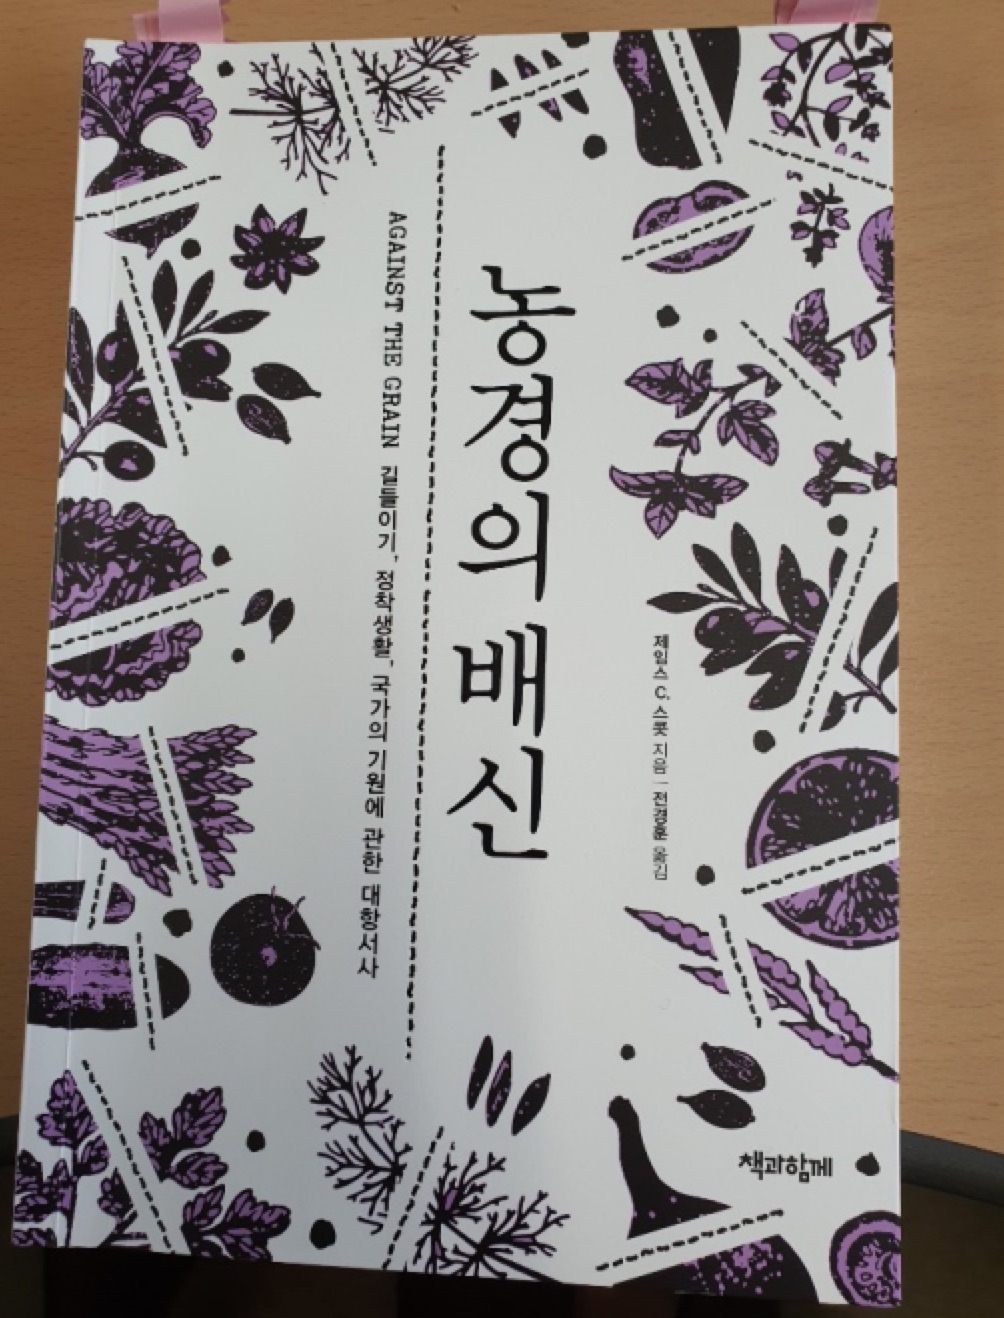 농경의 배신
AGAINST THE GRAIN 길들이기, 정착생활, 국가의 기원에 관한 대항서사
제임스 C. 스콧 지음 | 전경훈 옮김
책과함께